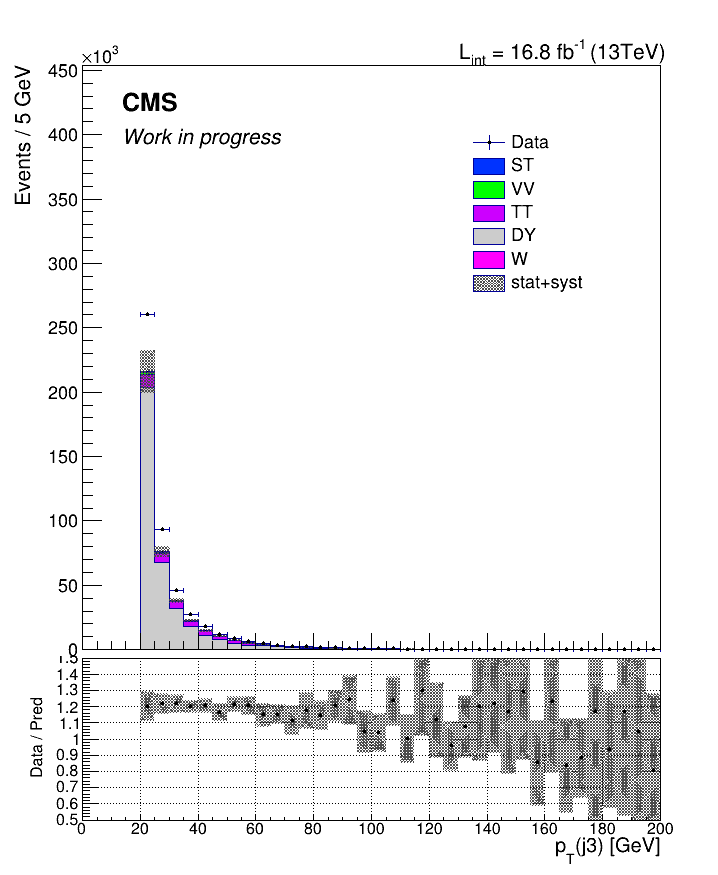 ×10³
L_int = 16.8 fb⁻¹ (13TeV)
Events / 5 GeV
450
400
350
300
250
200
150
100
50
0
CMS
Work in progress
Data
ST
VV
TT
DY
W
stat+syst
Data / Pred
1.5
1.4
1.3
1.2
1.1
1
0.9
0.8
0.7
0.6
0.5
0 20 40 60 80 100 120 140 160 180 200
p_T(j3) [GeV]